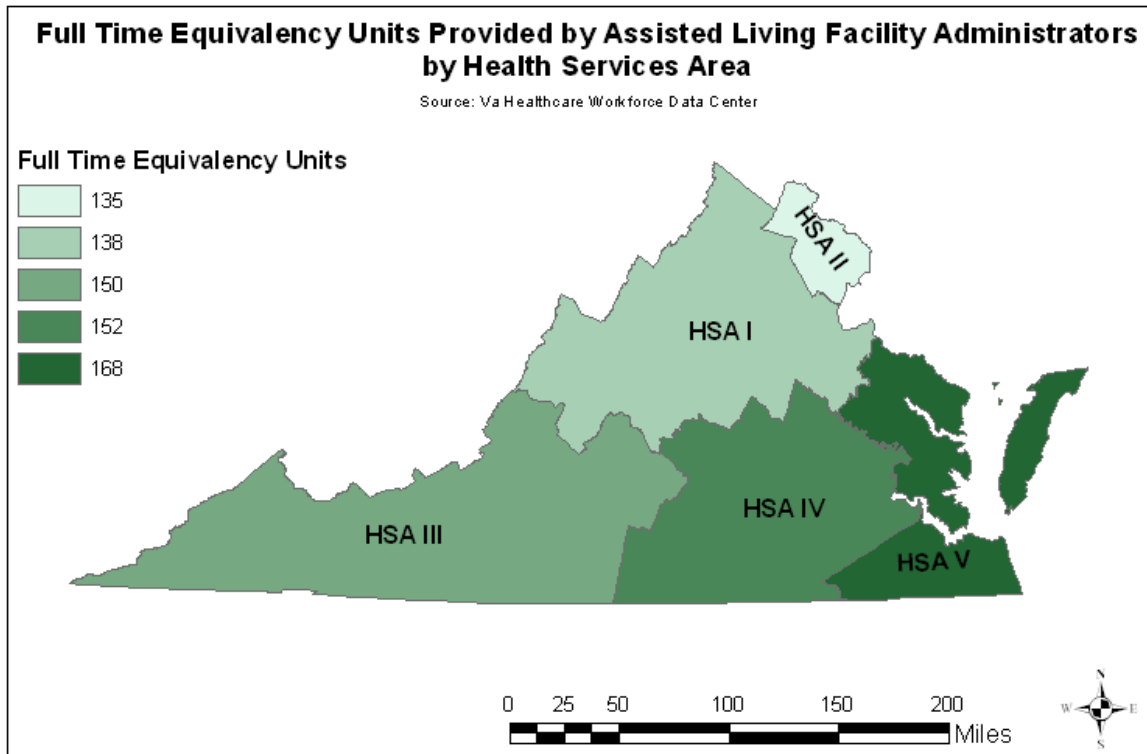 Full Time Equivalency Units Provided by Assisted Living Facility Administrators
by Health Services Area
Source: Va Healthcare Workforce Data Center
Full Time Equivalency Units
135
138
150
152
168
HSA II
HSA I
HSA IV
HSA III
HSA V
0 25 50 100 150 200
Miles
N
W E
S